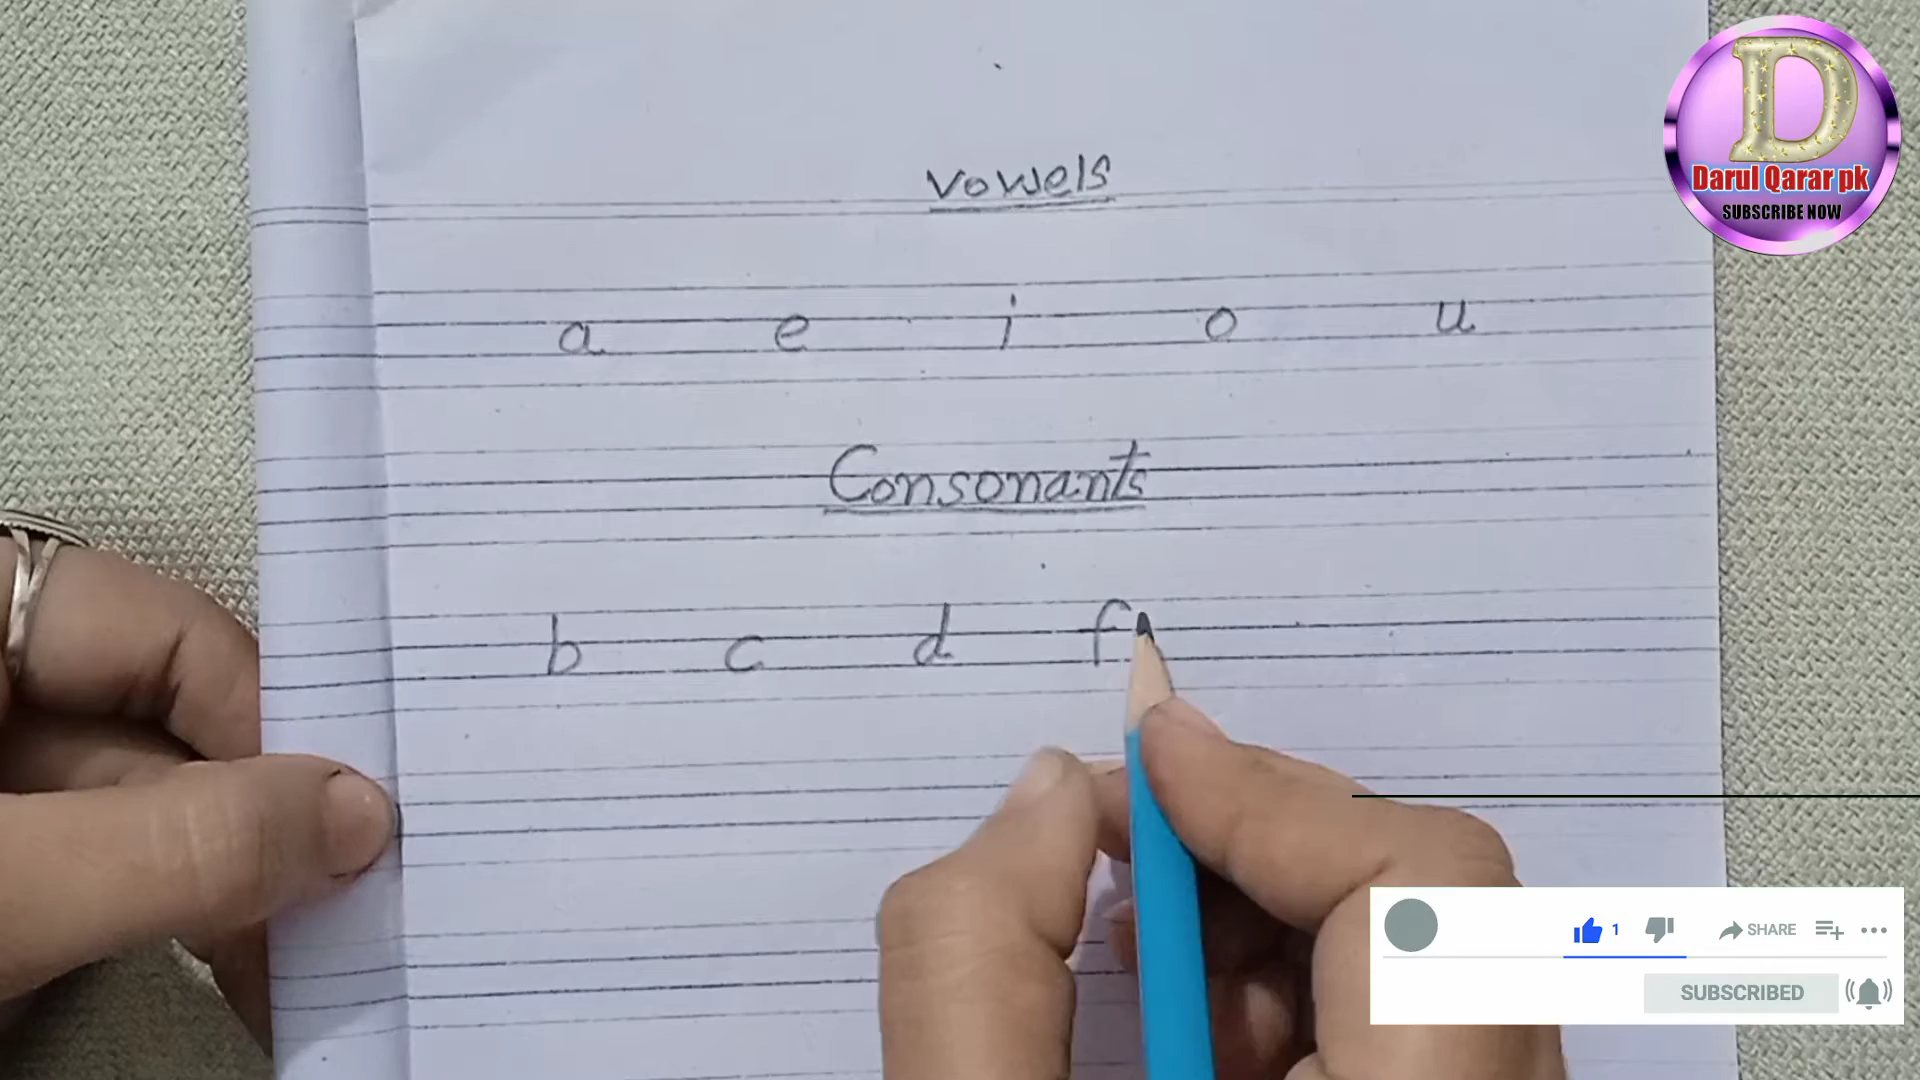 Vowels
a e i o u
Consonants
b c d f
D
Darul Qarar pk
SUBSCRIBE NOW
1 SHARE
SUBSCRIBED